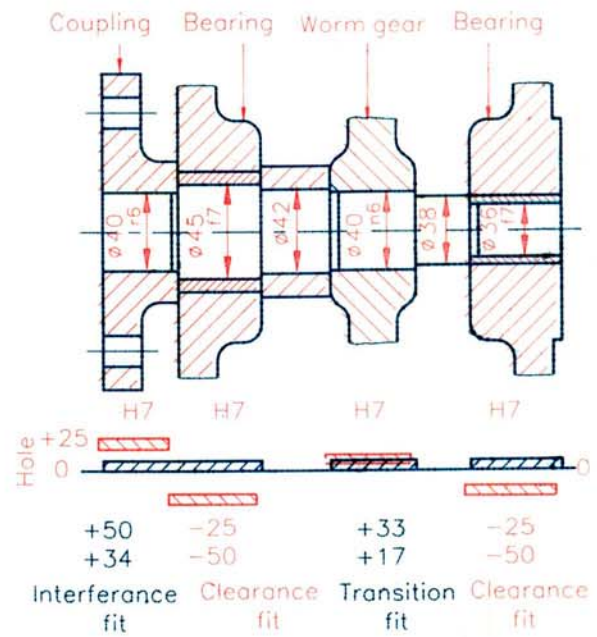 Coupling Bearing Worm gear Bearing
ø40 r6 ø45 f7 ø42 ø40 n6 ø38 ø36 f7
H7 H7 H7 H7
Hole +25
0 0
+50 -25 +33 -25
+34 -50 +17 -50
Interferance Clearance Transition Clearance
fit fit fit fit